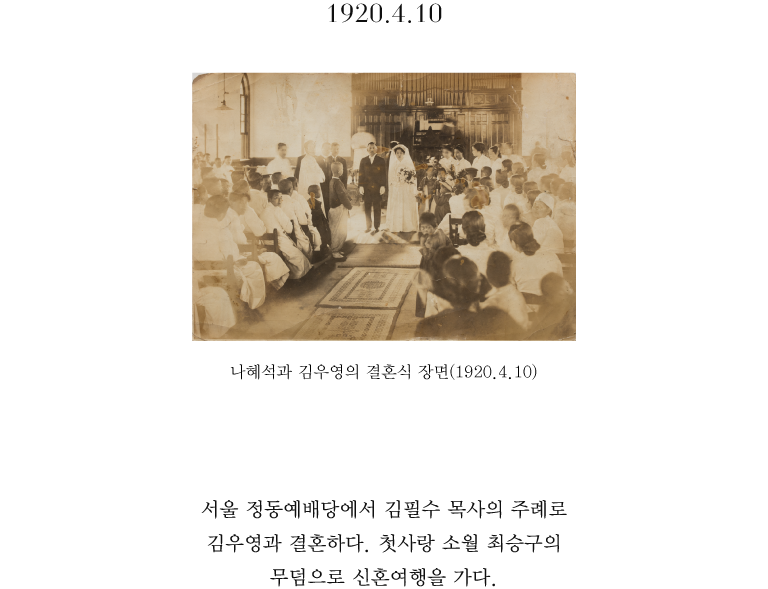 1920.4.10
나혜석과 김우영의 결혼식 장면(1920.4.10)
서울 정동예배당에서 김필수 목사의 주례로
김우영과 결혼하다. 첫사랑 소월 최승구의
무덤으로 신혼여행을 가다.